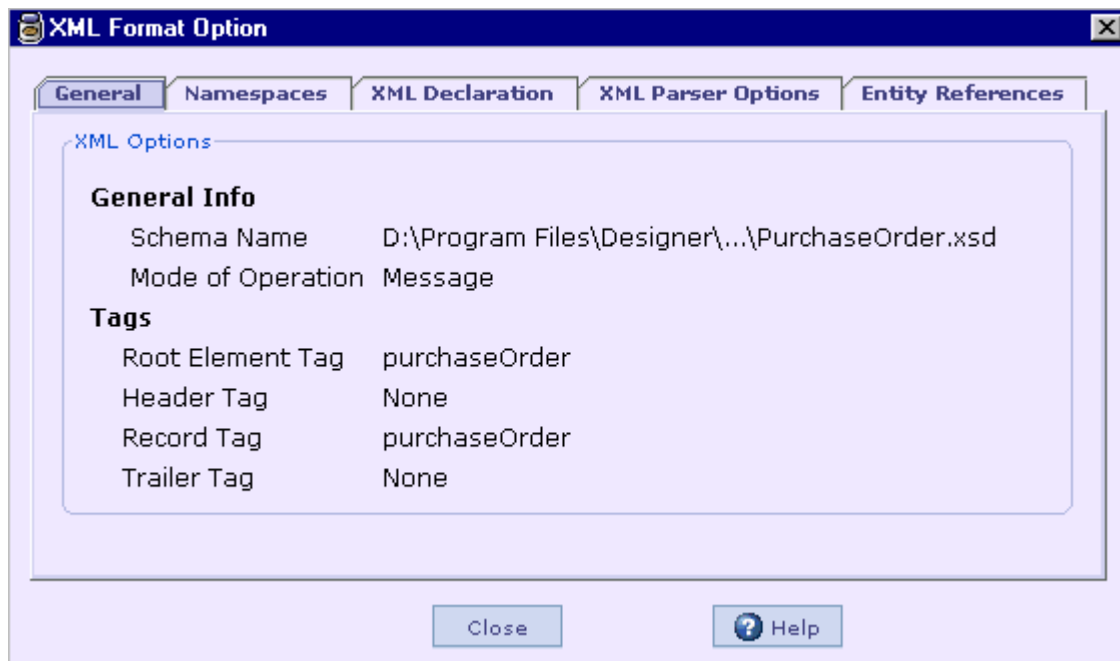 XML Format Option
General Namespaces XML Declaration XML Parser Options Entity References
XML Options
General Info
Schema Name D:\Program Files\Designer\...\PurchaseOrder.xsd
Mode of Operation Message
Tags
Root Element Tag purchaseOrder
Header Tag None
Record Tag purchaseOrder
Trailer Tag None
Close Help